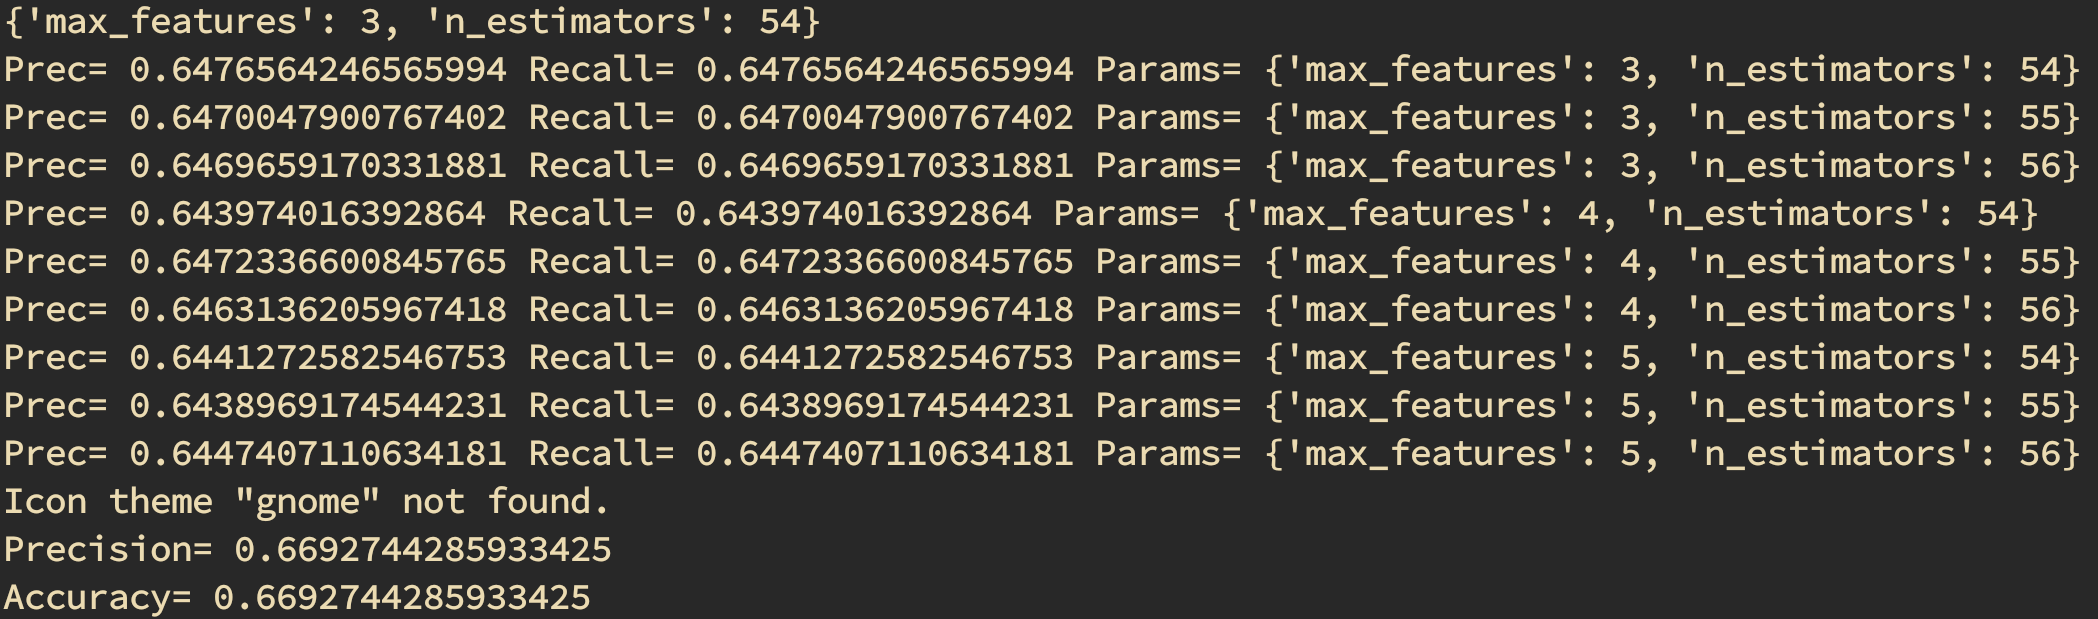 {'max_features': 3, 'n_estimators': 54}
Prec= 0.6476564246565994 Recall= 0.6476564246565994 Params= {'max_features': 3, 'n_estimators': 54}
Prec= 0.6470047900767402 Recall= 0.6470047900767402 Params= {'max_features': 3, 'n_estimators': 55}
Prec= 0.6469659170331881 Recall= 0.6469659170331881 Params= {'max_features': 3, 'n_estimators': 56}
Prec= 0.643974016392864 Recall= 0.643974016392864 Params= {'max_features': 4, 'n_estimators': 54}
Prec= 0.6472336600845765 Recall= 0.6472336600845765 Params= {'max_features': 4, 'n_estimators': 55}
Prec= 0.6463136205967418 Recall= 0.6463136205967418 Params= {'max_features': 4, 'n_estimators': 56}
Prec= 0.6441272582546753 Recall= 0.6441272582546753 Params= {'max_features': 5, 'n_estimators': 54}
Prec= 0.6438969174544231 Recall= 0.6438969174544231 Params= {'max_features': 5, 'n_estimators': 55}
Prec= 0.6447407110634181 Recall= 0.6447407110634181 Params= {'max_features': 5, 'n_estimators': 56}
Icon theme "gnome" not found.
Precision= 0.6692744285933425
Accuracy= 0.6692744285933425